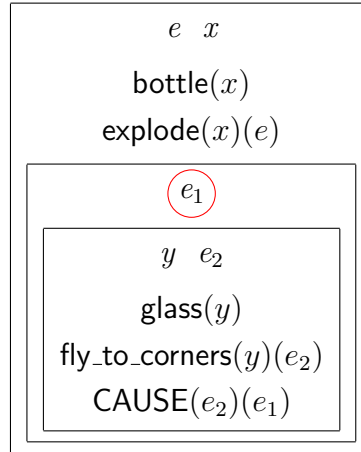 e x
bottle(x)
explode(x)(e)
e₁
y e₂
glass(y)
fly_to_corners(y)(e₂)
CAUSE(e₂)(e₁)